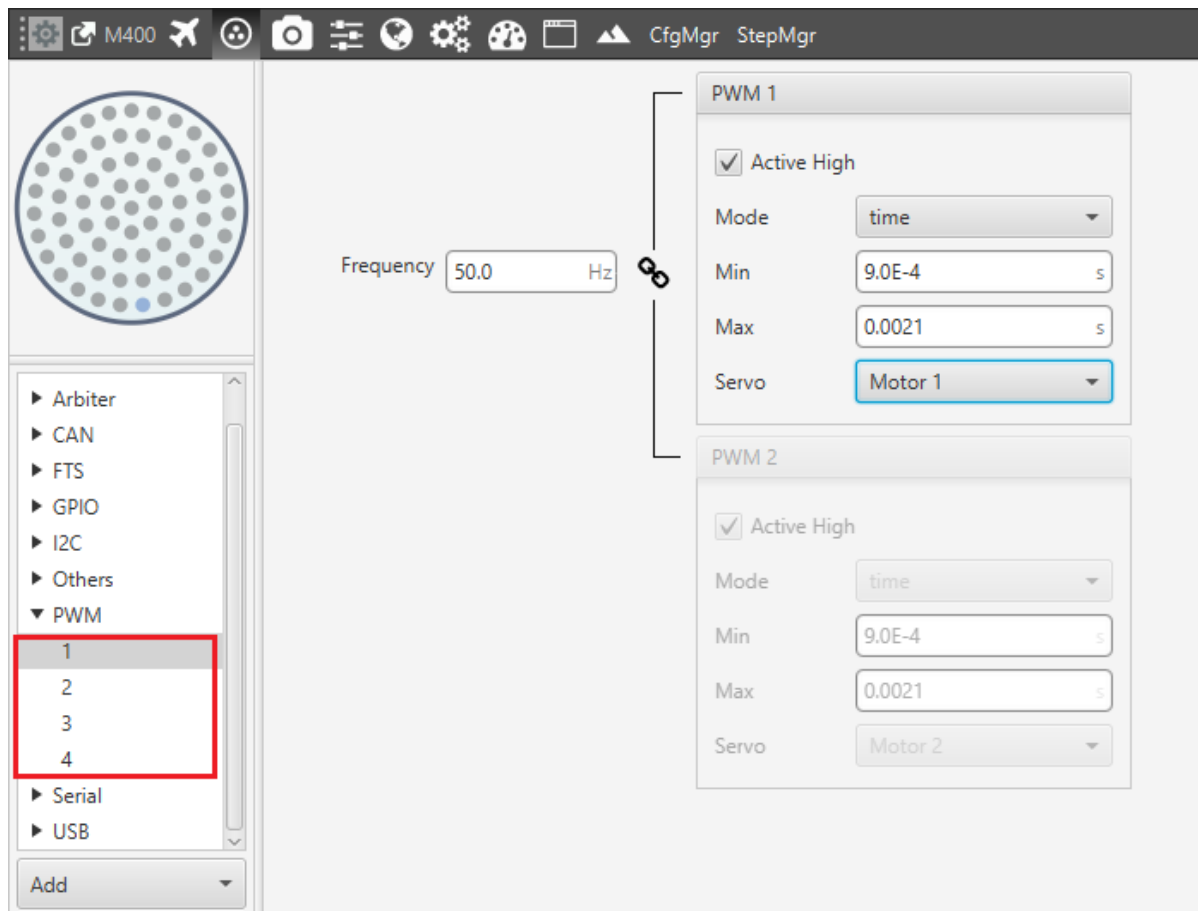 M400 CfgMgr StepMgr
Arbiter
CAN
FTS
GPIO
I2C
Others
PWM
1
2
3
4
Serial
USB
Add
Frequency 50.0 Hz
PWM 1
Active High
Mode time
Min 9.0E-4 s
Max 0.0021 s
Servo Motor 1
PWM 2
Active High
Mode time
Min 9.0E-4 s
Max 0.0021 s
Servo Motor 2